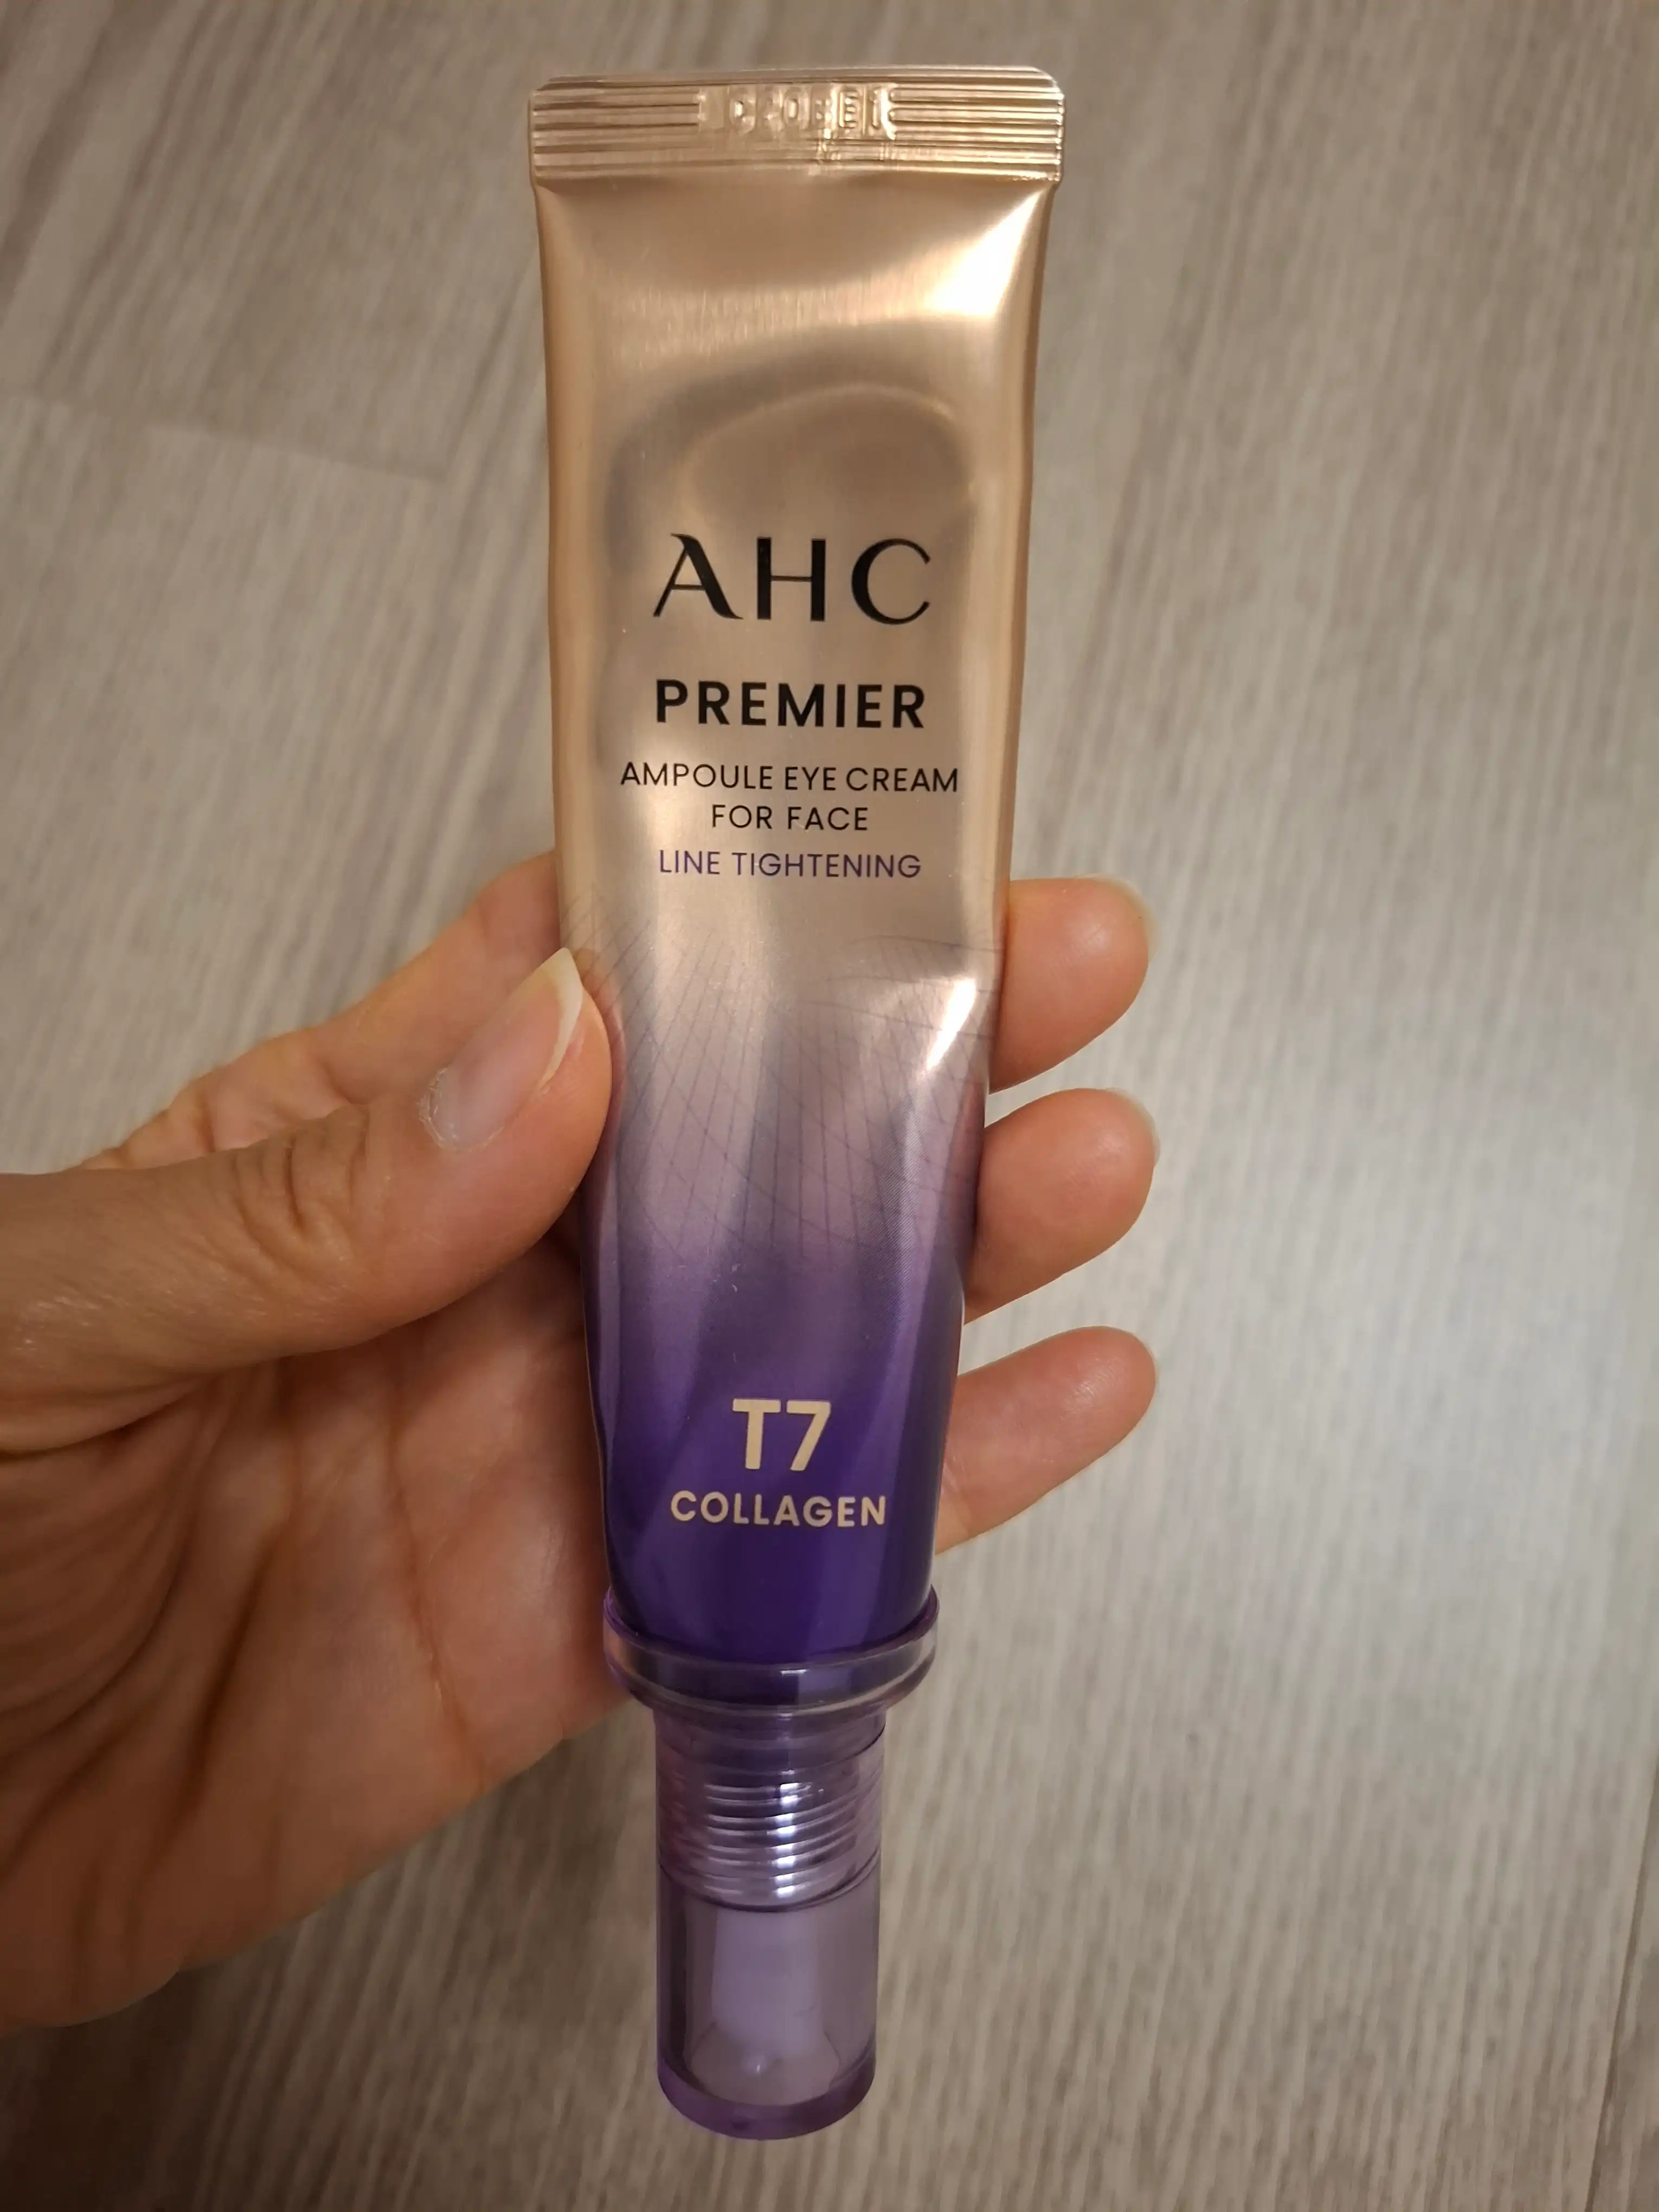 AHC
PREMIER
AMPOULE EYE CREAM
FOR FACE
LINE TIGHTENING
T7
COLLAGEN